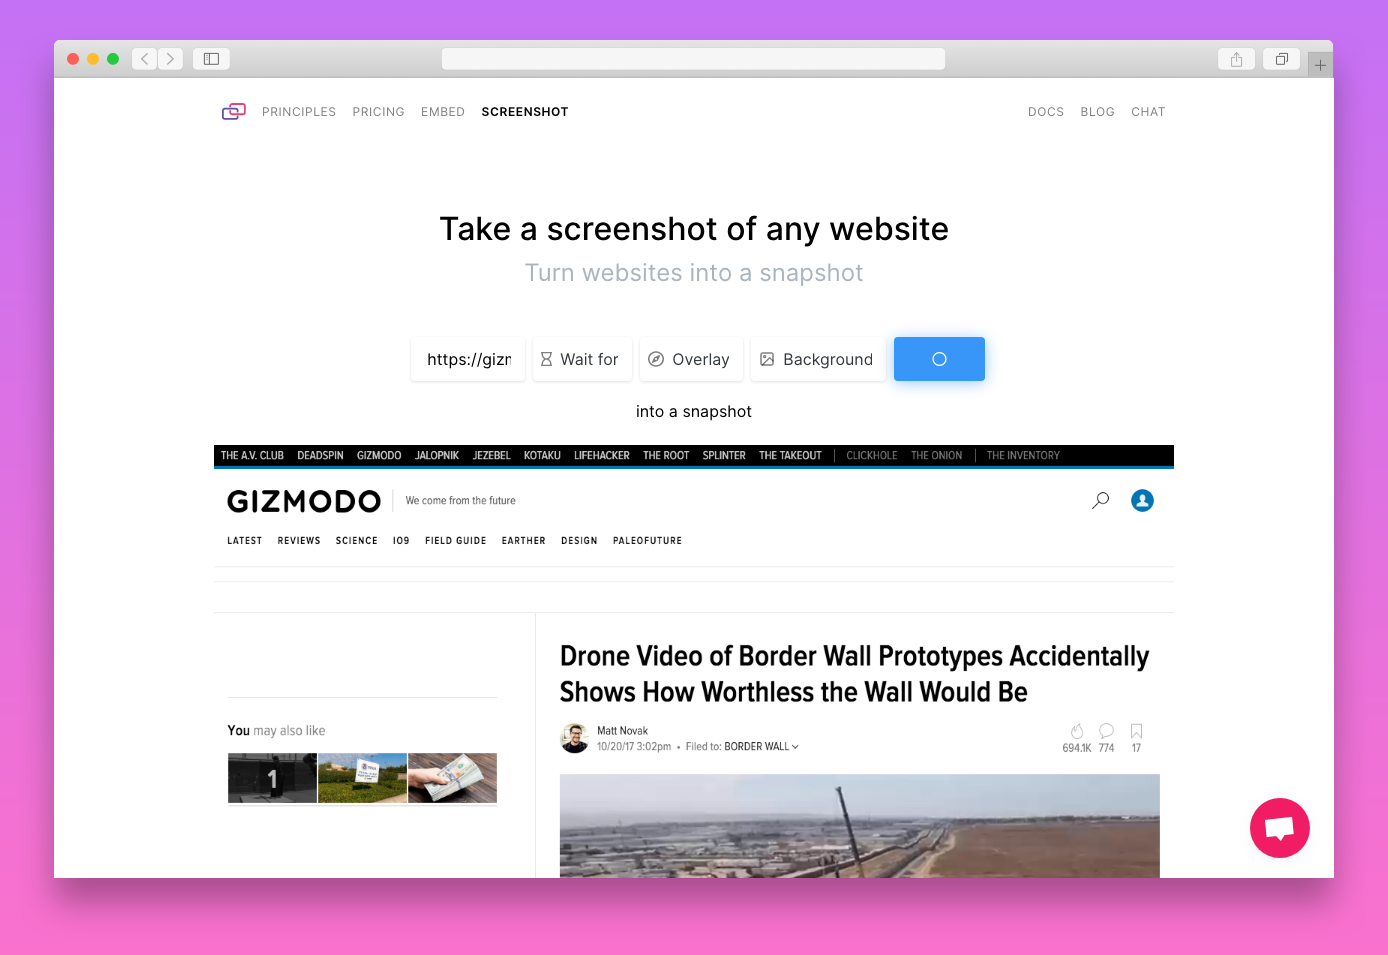 PRINCIPLES PRICING EMBED SCREENSHOT DOCS BLOG CHAT
Take a screenshot of any website
Turn websites into a snapshot
https://gizm Wait for Overlay Background
into a snapshot
THE A.V. CLUB DEADSPIN GIZMODO JALOPNIK JEZEBEL KOTAKU LIFEHACKER THE ROOT SPLINTER THE TAKEOUT CLICKHOLE THE ONION THE INVENTORY
GIZMODO We come from the future
LATEST REVIEWS SCIENCE IO9 FIELD GUIDE EARTHER DESIGN PALEOFUTURE
Drone Video of Border Wall Prototypes Accidentally
Shows How Worthless the Wall Would Be
You may also like
Matt Novak
10/20/17 3:02pm • Filed to: BORDER WALL
694.1K 774 17
1